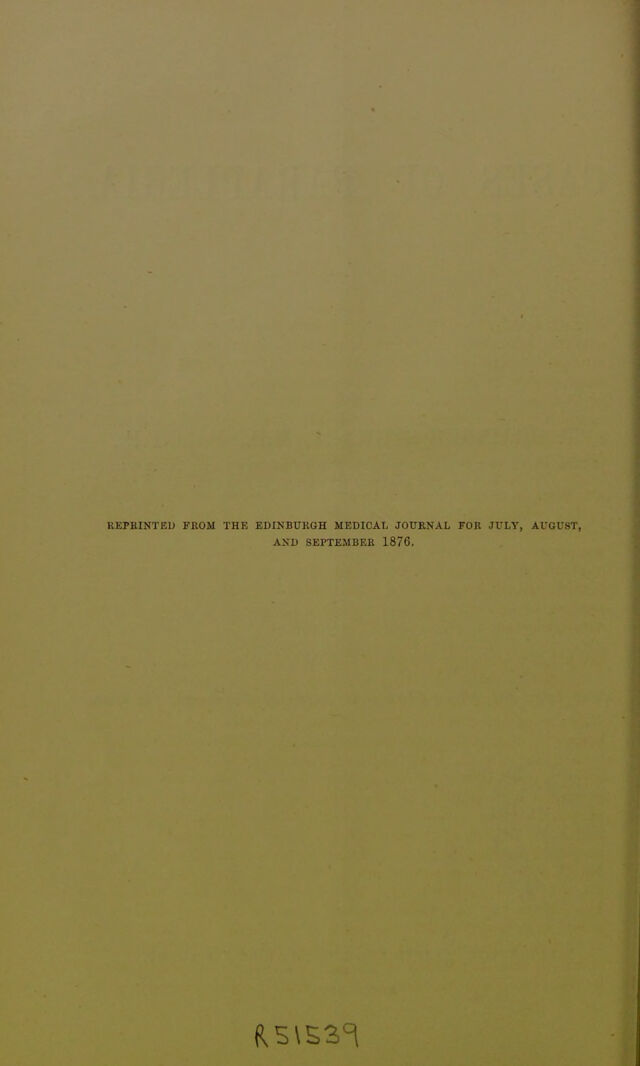 REPRINTED FROM THE EDINBURGH MEDICAL JOURNAL FOR JULY, AUGUST,
AND SEPTEMBER 1876.
R51539